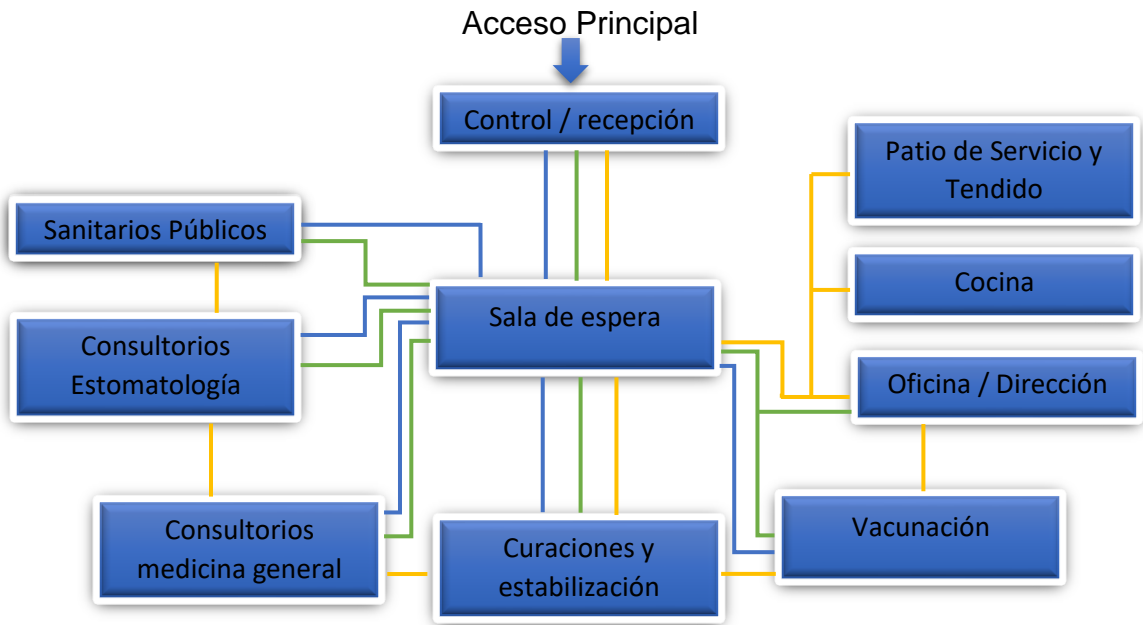 Acceso Principal
Control / recepción
Patio de Servicio y
Tendido
Sanitarios Públicos
Cocina
Sala de espera
Consultorios
Estomatología
Oficina / Dirección
Consultorios
medicina general
Curaciones y
estabilización
Vacunación